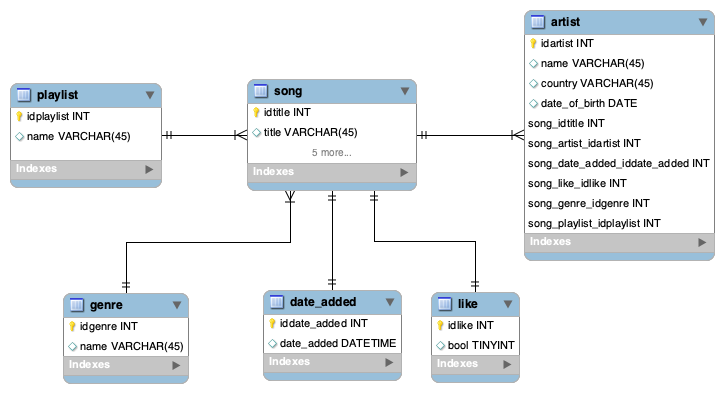 playlist
idplaylist INT
name VARCHAR(45)
Indexes
song
idtitle INT
title VARCHAR(45)
5 more...
Indexes
artist
idartist INT
name VARCHAR(45)
country VARCHAR(45)
date_of_birth DATE
song_idtitle INT
song_artist_idartist INT
song_date_added_iddate_added INT
song_like_idlike INT
song_genre_idgenre INT
song_playlist_idplaylist INT
Indexes
genre
idgenre INT
name VARCHAR(45)
Indexes
date_added
iddate_added INT
date_added DATETIME
Indexes
like
idlike INT
bool TINYINT
Indexes